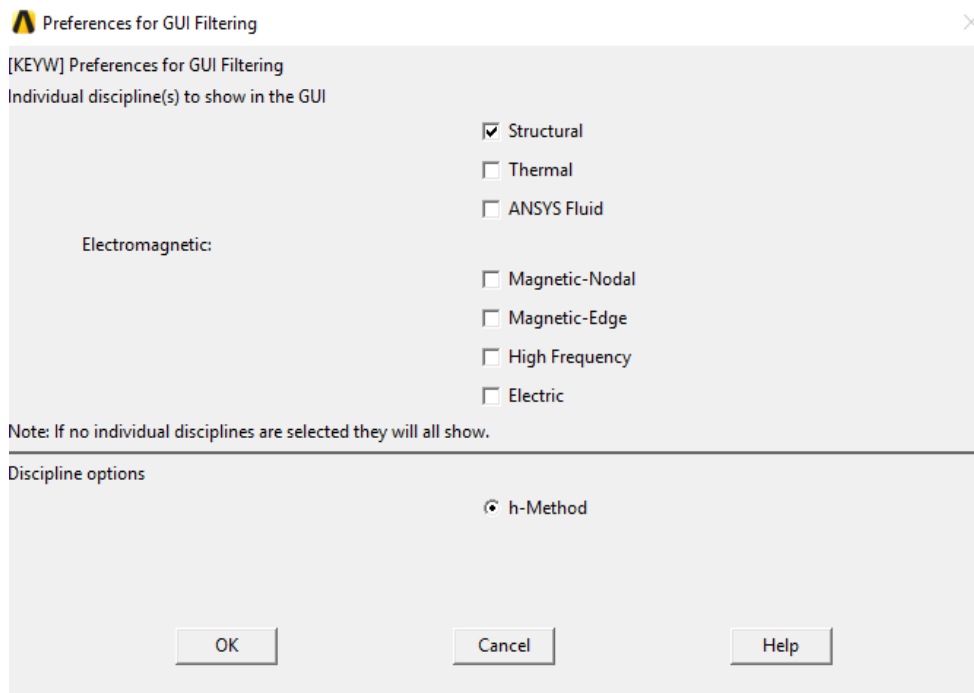 Preferences for GUI Filtering
[KEYW] Preferences for GUI Filtering
Individual discipline(s) to show in the GUI
Structural
Thermal
ANSYS Fluid
Electromagnetic:
Magnetic-Nodal
Magnetic-Edge
High Frequency
Electric
Note: If no individual disciplines are selected they will all show.
Discipline options
h-Method
OK Cancel Help